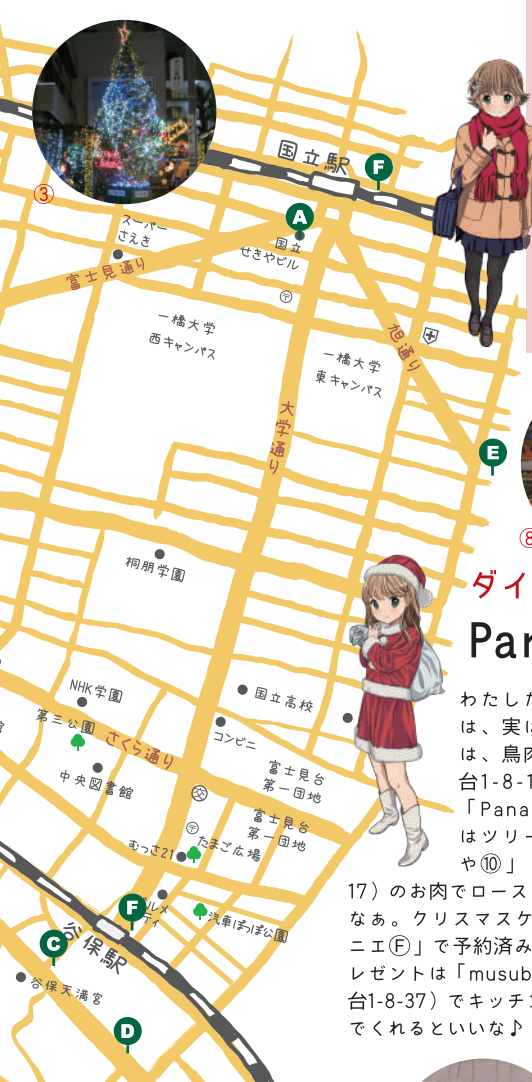 ③
国立駅
F
A
スーパー
さえき
国立
せきやビル
富士見通り
〒
一橋大学
西キャンパス
一橋大学
東キャンパス
旭通り
大学通り
E
⑧
桐朋学園
ダイ
Pan
NHK学園
国立高校
第三公園
さくら通り
コンビニ
中央図書館
館
富士見台
第一団地
交
富士見台
第一団地
〒
むっさ21
たまご広場
F
ルメ
ティ
汽車ぽっぽ公園
谷保駅
C
谷保天満宮
D
わたした
は、実は
は、鳥肉
台1-8-1
「Pana
はツリー
や⑩」
17）のお肉でロース
なぁ。クリスマスケ
ニエⒻ」で予約済み
レゼントは「musub
台1-8-37）でキッチン
でくれるといいな♪